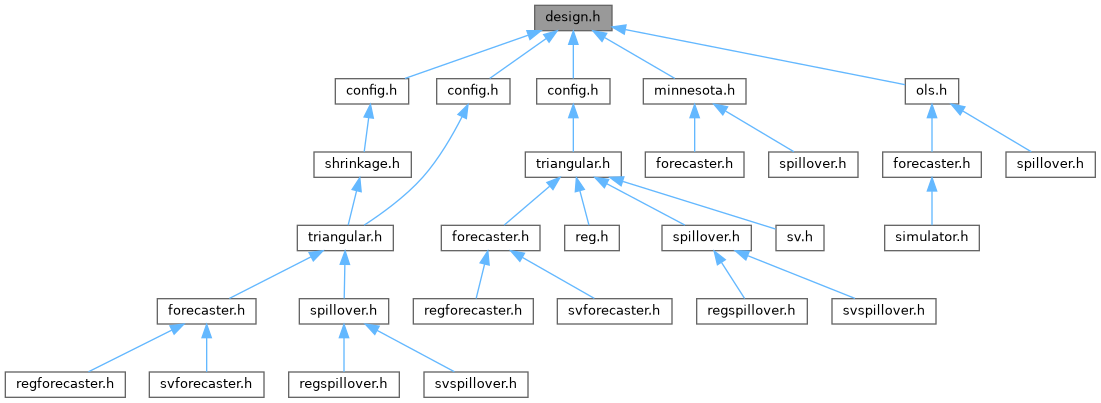 design.h
config.h
config.h
config.h
minnesota.h
ols.h
shrinkage.h
triangular.h
forecaster.h
spillover.h
forecaster.h
spillover.h
triangular.h
forecaster.h
reg.h
spillover.h
sv.h
simulator.h
forecaster.h
spillover.h
regforecaster.h
svforecaster.h
regspillover.h
svspillover.h
regforecaster.h
svforecaster.h
regspillover.h
svspillover.h